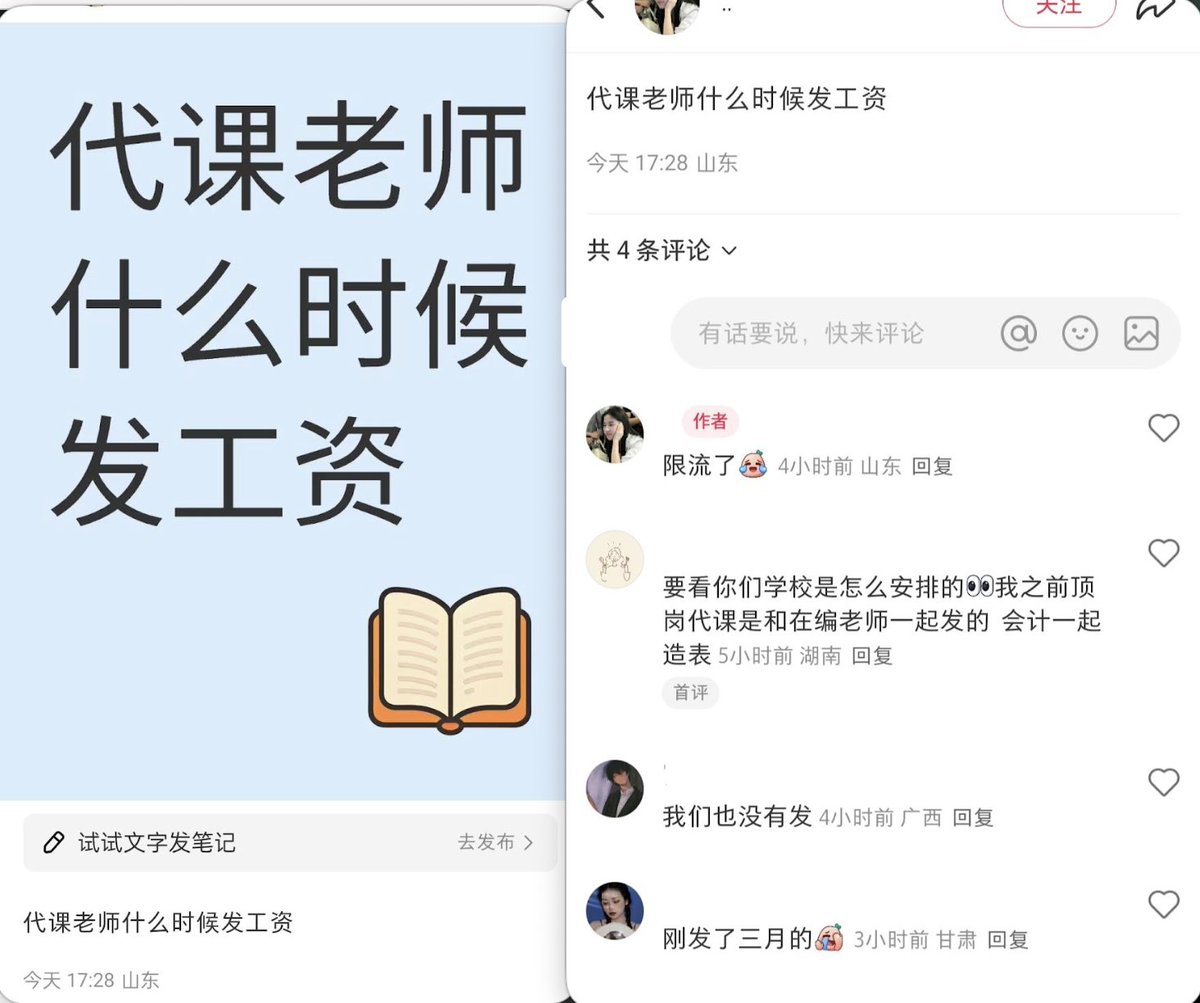 代课老师
什么时候
发工资
试试文字发笔记
去发布
代课老师什么时候发工资
今天 17:28 山东
..
关注
代课老师什么时候发工资
今天 17:28 山东
共 4 条评论
有话要说，快来评论
作者
限流了 4小时前 山东 回复
要看你们学校是怎么安排的👀我之前顶
岗代课是和在编老师一起发的 会计一起
造表 5小时前 湖南 回复
首评
我们也没有发 4小时前 广西 回复
刚发了三月的 3小时前 甘肃 回复